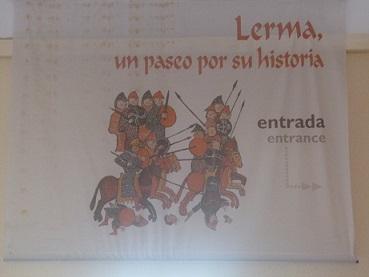 Lerma,
un paseo por su historia
entrada
entrance